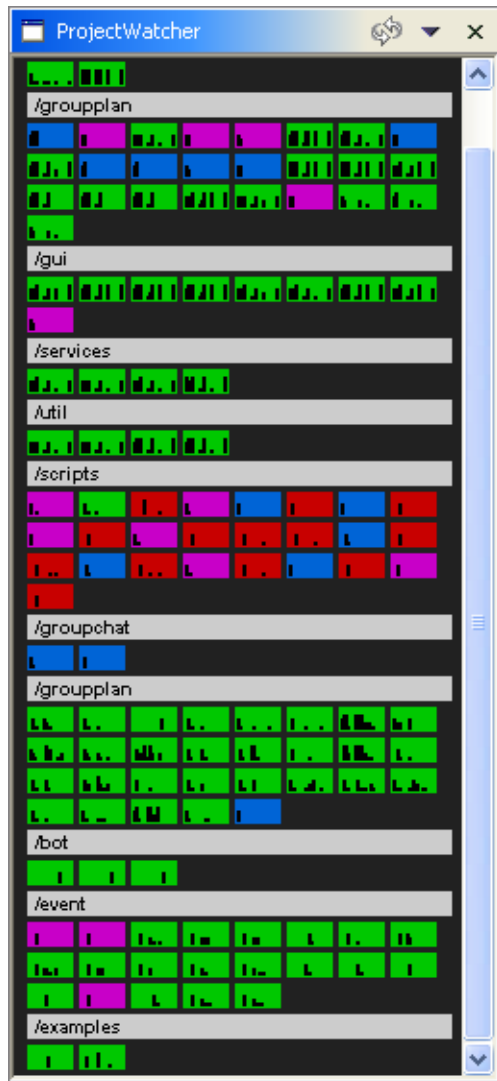 ProjectWatcher
/groupplan
/gui
/services
/util
/scripts
/groupchat
/groupplan
/bot
/event
/examples